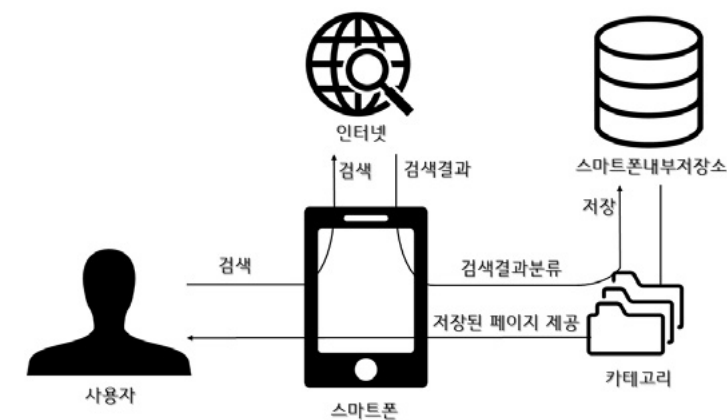 인터넷
스마트폰내부저장소
검색
검색결과
저장
검색
검색결과분류
저장된 페이지 제공
카테고리
사용자
스마트폰